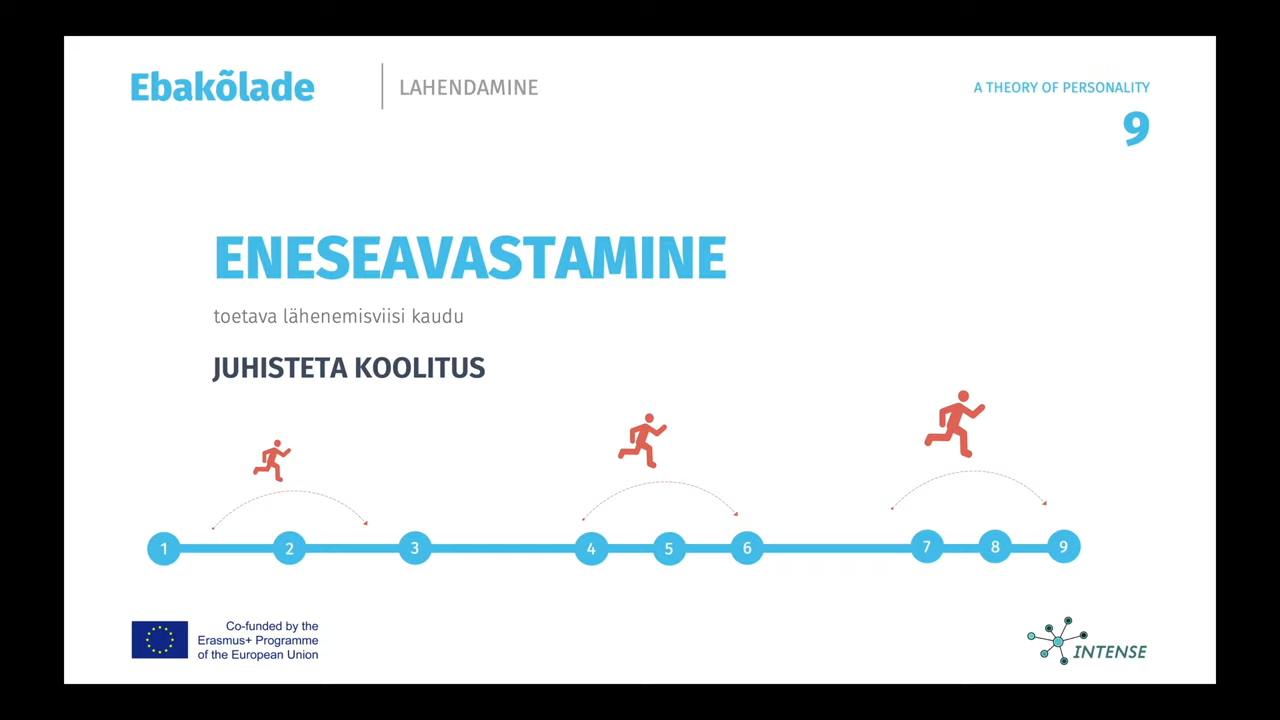 Ebakõlade
LAHENDAMINE
A THEORY OF PERSONALITY
9
ENESEAVASTAMINE
toetava lähenemisviisi kaudu
JUHISTETA KOOLITUS
1 2 3 4 5 6 7 8 9
Co-funded by the
Erasmus+ Programme
of the European Union
INTENSE